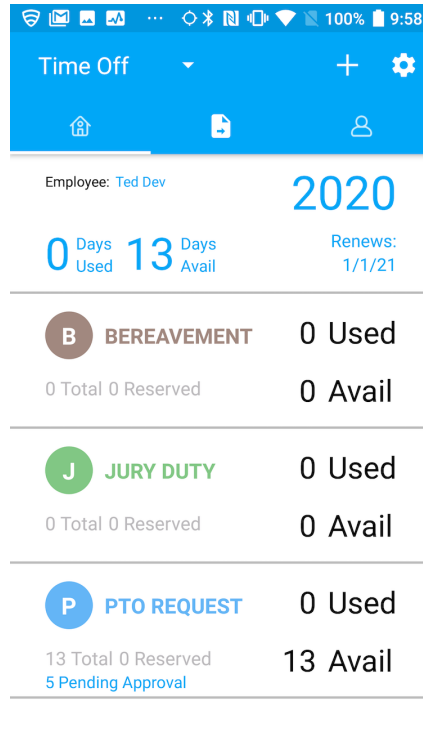 100% 9:58
Time Off
Employee: Ted Dev
2020
0 Days Used 13 Days Avail
Renews:
1/1/21
B BEREAVEMENT 0 Used
0 Total 0 Reserved 0 Avail
J JURY DUTY 0 Used
0 Total 0 Reserved 0 Avail
P PTO REQUEST 0 Used
13 Total 0 Reserved 13 Avail
5 Pending Approval